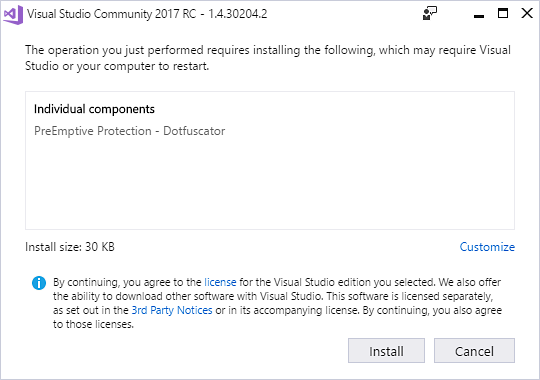 Visual Studio Community 2017 RC - 1.4.30204.2
The operation you just performed requires installing the following, which may require Visual
Studio or your computer to restart.
Individual components
PreEmptive Protection - Dotfuscator
Install size: 30 KB
Customize
By continuing, you agree to the license for the Visual Studio edition you selected. We also offer
the ability to download other software with Visual Studio. This software is licensed separately,
as set out in the 3rd Party Notices or in its accompanying license. By continuing, you also agree
to those licenses.
Install
Cancel